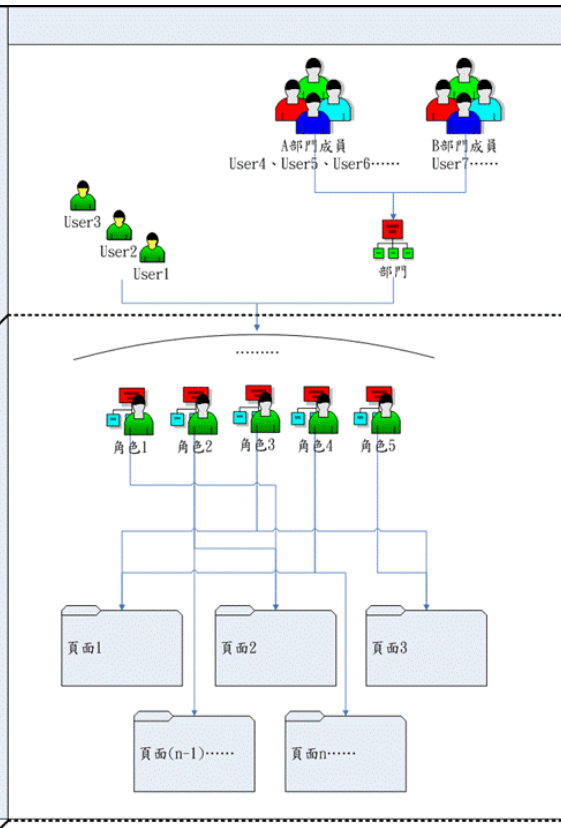 A部門成員
User4、User5、User6……
B部門成員
User7……
User3
User2
User1
部門
………
角色1
角色2
角色3
角色4
角色5
頁面1
頁面2
頁面3
頁面(n-1)……
頁面n……